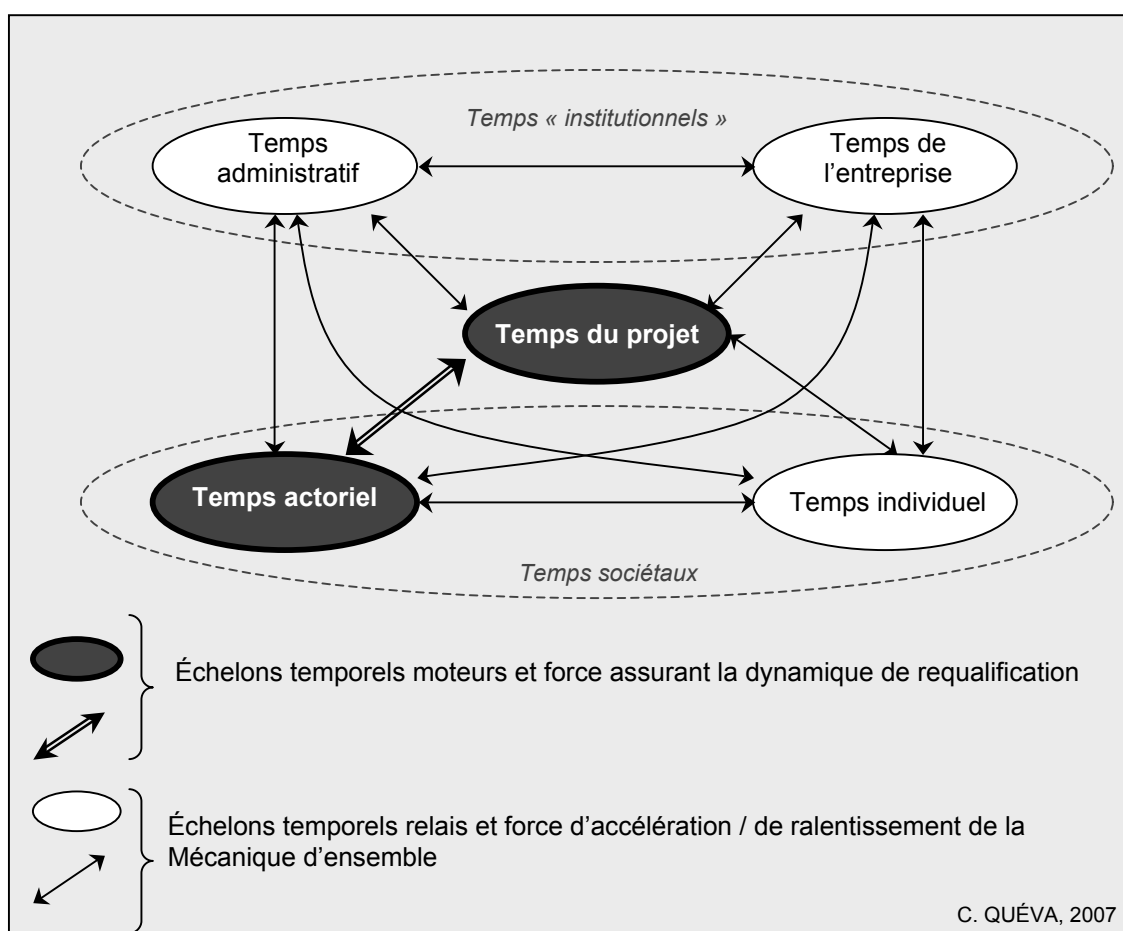 Temps « institutionnels »
Temps
administratif
Temps de
l’entreprise
Temps du projet
Temps actoriel
Temps individuel
Temps sociétaux
Échelons temporels moteurs et force assurant la dynamique de requalification
Échelons temporels relais et force d’accélération / de ralentissement de la
Mécanique d’ensemble
C. QUÉVA, 2007